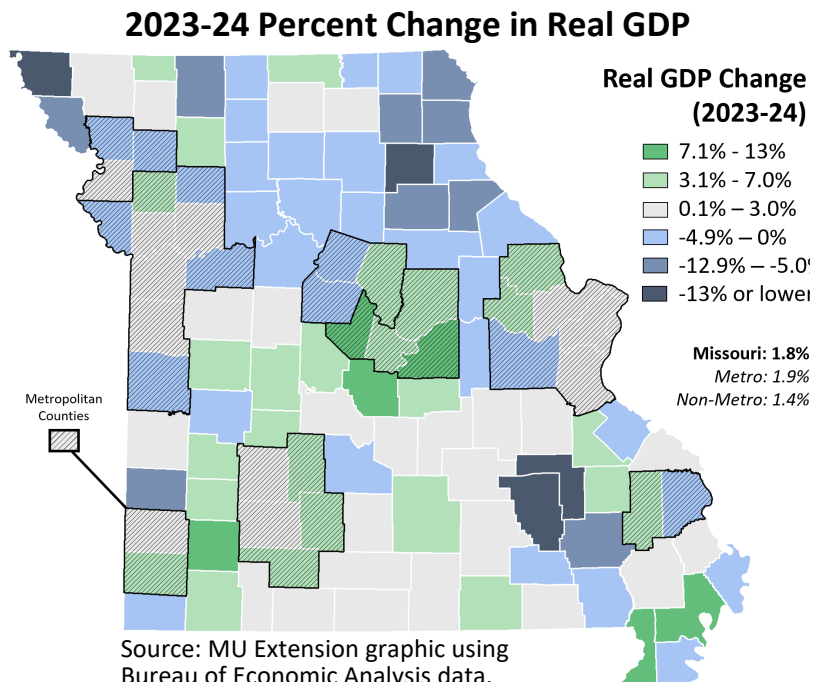 2023-24 Percent Change in Real GDP
Real GDP Change
(2023-24)
7.1% - 13%
3.1% - 7.0%
0.1% – 3.0%
-4.9% – 0%
-12.9% – -5.0
-13% or lower
Missouri: 1.8%
Metro: 1.9%
Non-Metro: 1.4%
Metropolitan
Counties
Source: MU Extension graphic using
Bureau of Economic Analysis data.